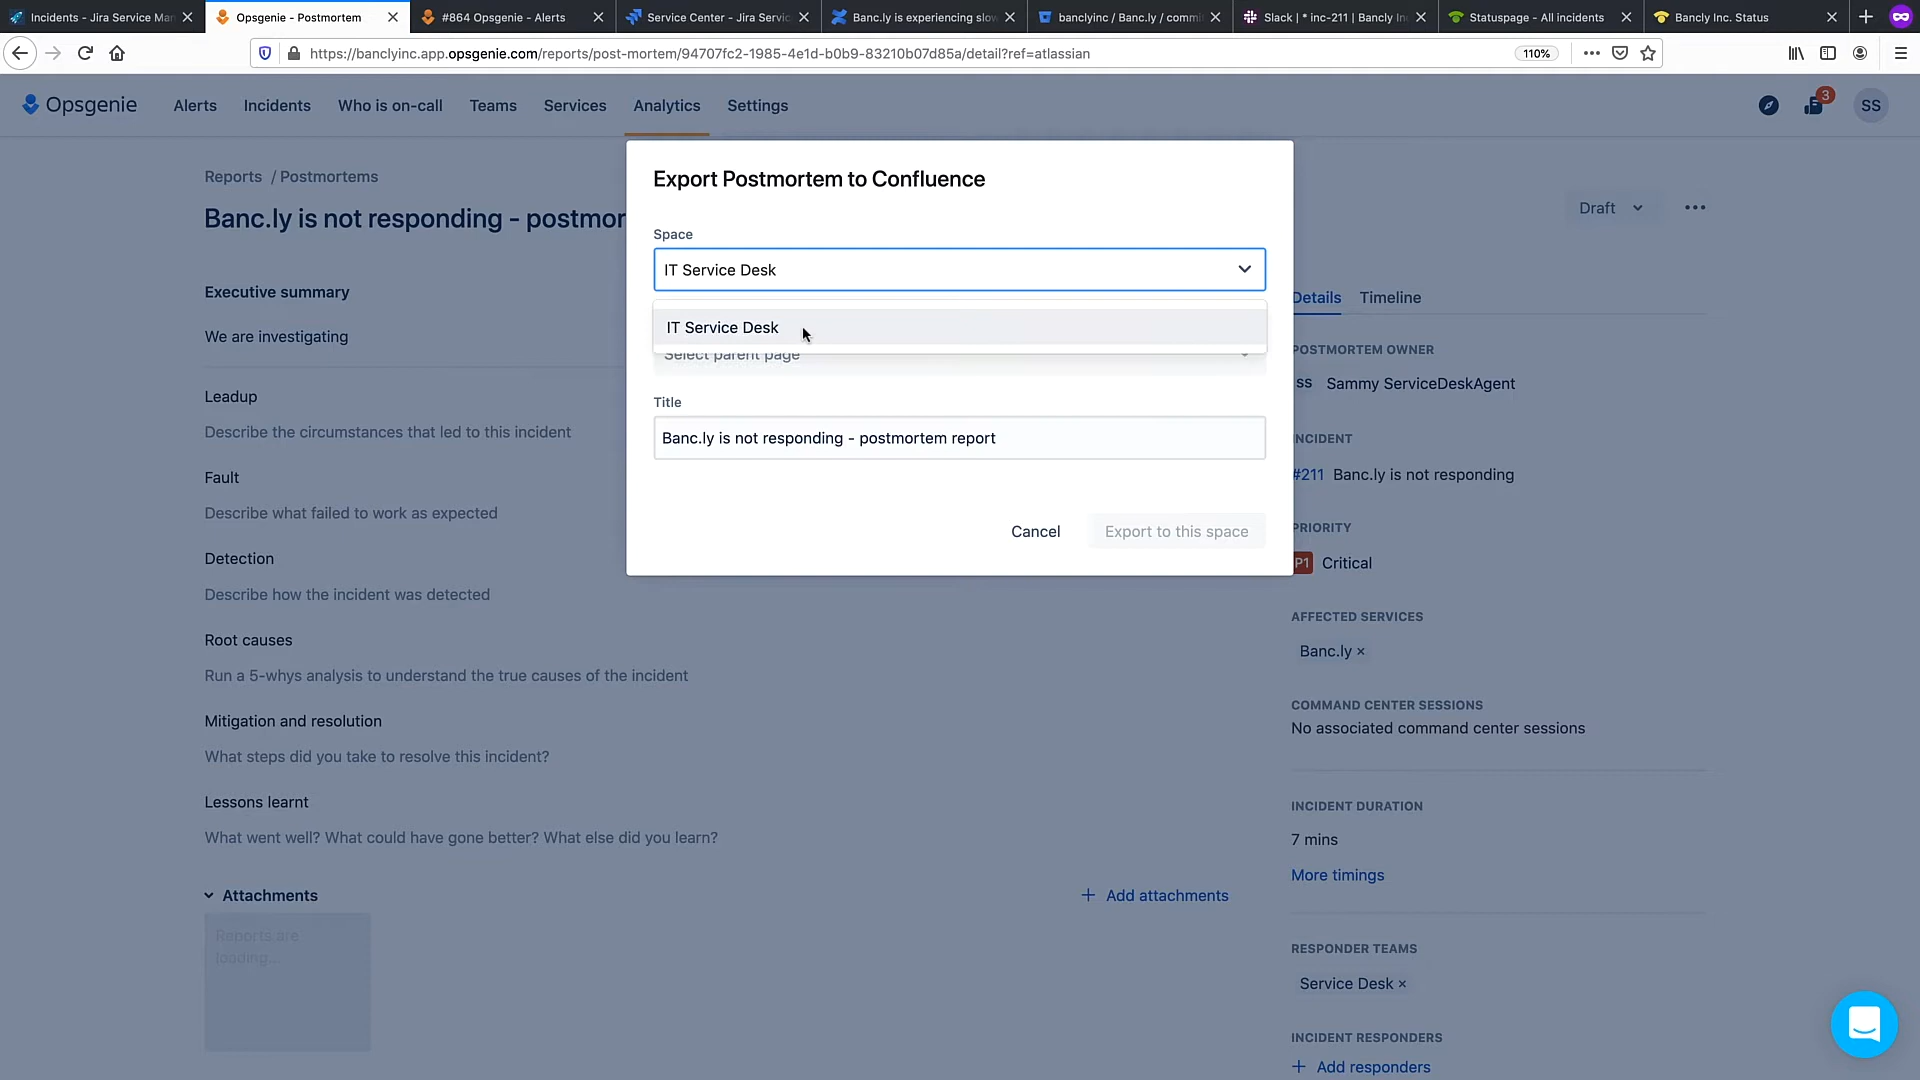 Incidents - Jira Service Man
Opsgenie - Postmortem
#864 Opsgenie - Alerts
Service Center - Jira Servic
Banc.ly is experiencing slow
banclyinc / Banc.ly / commi
Slack | * inc-211 | Bancly In
Statuspage - All incidents
Bancly Inc. Status
https://banclyinc.app.opsgenie.com/reports/post-mortem/94707fc2-1985-4e1d-b0b9-83210b07d85a/detail?ref=atlassian
110%
Opsgenie
Alerts
Incidents
Who is on-call
Teams
Services
Analytics
Settings
3
SS
Reports / Postmortems
Banc.ly is not responding - postmor
Draft
Executive summary
We are investigating
Leadup
Describe the circumstances that led to this incident
Fault
Describe what failed to work as expected
Detection
Describe how the incident was detected
Root causes
Run a 5-whys analysis to understand the true causes of the incident
Mitigation and resolution
What steps did you take to resolve this incident?
Lessons learnt
What went well? What could have gone better? What else did you learn?
Attachments
Add attachments
Reports are
loading...
Export Postmortem to Confluence
Space
IT Service Desk
IT Service Desk
Select parent page
Title
Banc.ly is not responding - postmortem report
Cancel
Export to this space
Details
Timeline
POSTMORTEM OWNER
SS Sammy ServiceDeskAgent
INCIDENT
#211 Banc.ly is not responding
PRIORITY
P1 Critical
AFFECTED SERVICES
Banc.ly ×
COMMAND CENTER SESSIONS
No associated command center sessions
INCIDENT DURATION
7 mins
More timings
RESPONDER TEAMS
Service Desk ×
INCIDENT RESPONDERS
Add responders